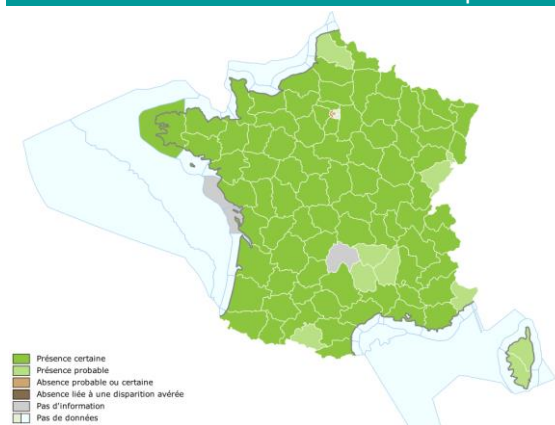 Présence certaine
Présence probable
Absence probable ou certaine
Absence liée à une disparition avérée
Pas d'information
Pas de données